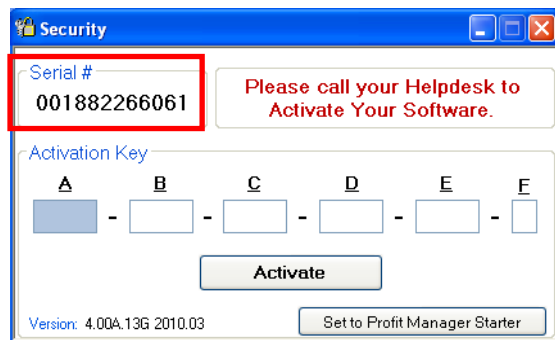 Security
Serial #
001882266061
Please call your Helpdesk to
Activate Your Software.
Activation Key
A B C D E F
- - - - -
Activate
Version: 4.00A.13G 2010.03
Set to Profit Manager Starter